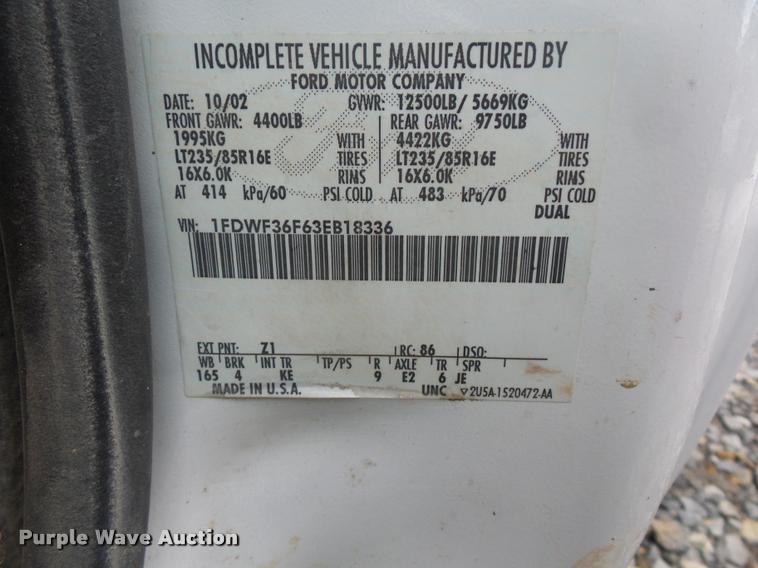 INCOMPLETE VEHICLE MANUFACTURED BY
FORD MOTOR COMPANY
DATE: 10/02 GVWR: 12500LB/ 5669KG
FRONT GAWR: 4400LB REAR GAWR: 9750LB
1995KG WITH 4422KG WITH
LT235/85R16E TIRES LT235/85R16E TIRES
16X6.0K RIMS 16X6.0K RIMS
AT 414 kPa/60 PSI COLD AT 483 kPa/70 PSI COLD
DUAL
VIN: 1FDWF36F63EB18336
EXT PNT: Z1 RC: 86 DSO:
WB BRK INT TR TP/PS R AXLE TR SPR
165 4 KE 9 E2 6 JE
MADE IN U.S.A. UNC 2U5A-1520472-AA
Purple Wave Auction